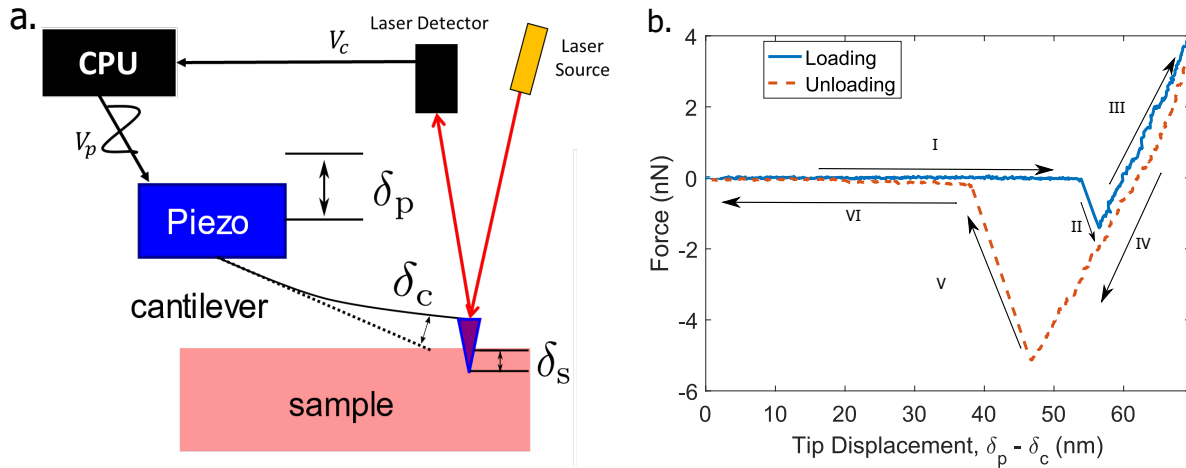 a.
Laser Detector
Laser
Source
V_c
CPU
V_p
δ_p
Piezo
cantilever
δ_c
δ_s
sample
b.
Loading
Unloading
I
II
III
IV
V
VI
4
2
0
-2
-4
-6
Force (nN)
0 10 20 30 40 50 60
Tip Displacement, δ_p - δ_c (nm)